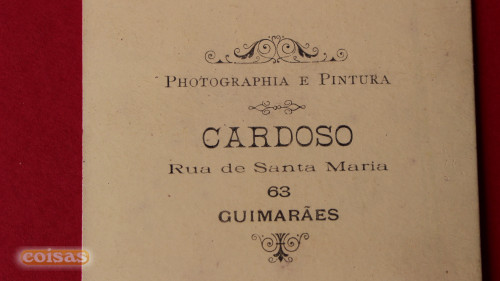 PHOTOGRAPHIA E PINTURA
CARDOSO
Rua de Santa Maria
63
GUIMARÃES
coisas